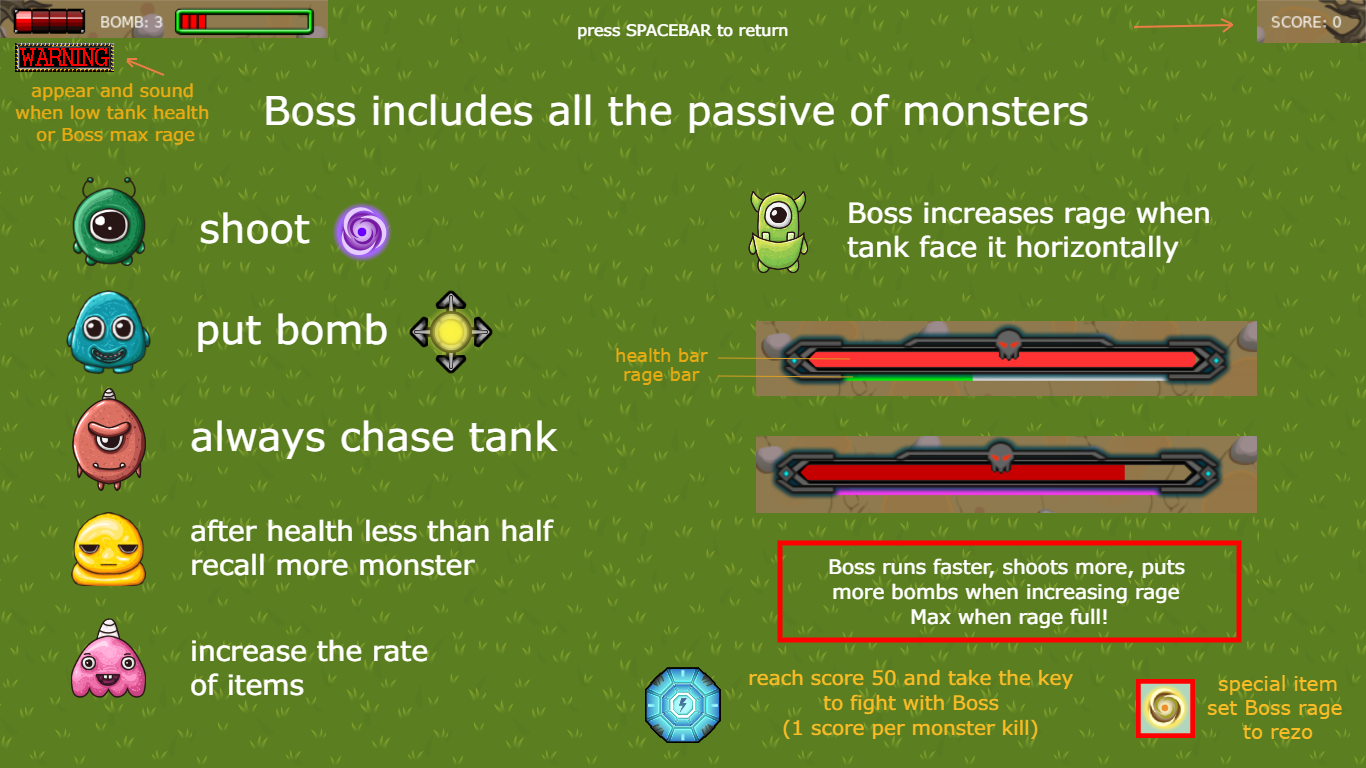 BOMB: 3
press SPACEBAR to return
SCORE: 0
WARNING
appear and sound
when low tank health
or Boss max rage
Boss includes all the passive of monsters
shoot
put bomb
always chase tank
after health less than half
recall more monster
increase the rate
of items
Boss increases rage when
tank face it horizontally
health bar
rage bar
Boss runs faster, shoots more, puts
more bombs when increasing rage
Max when rage full!
reach score 50 and take the key
to fight with Boss
(1 score per monster kill)
special item
set Boss rage
to rezo